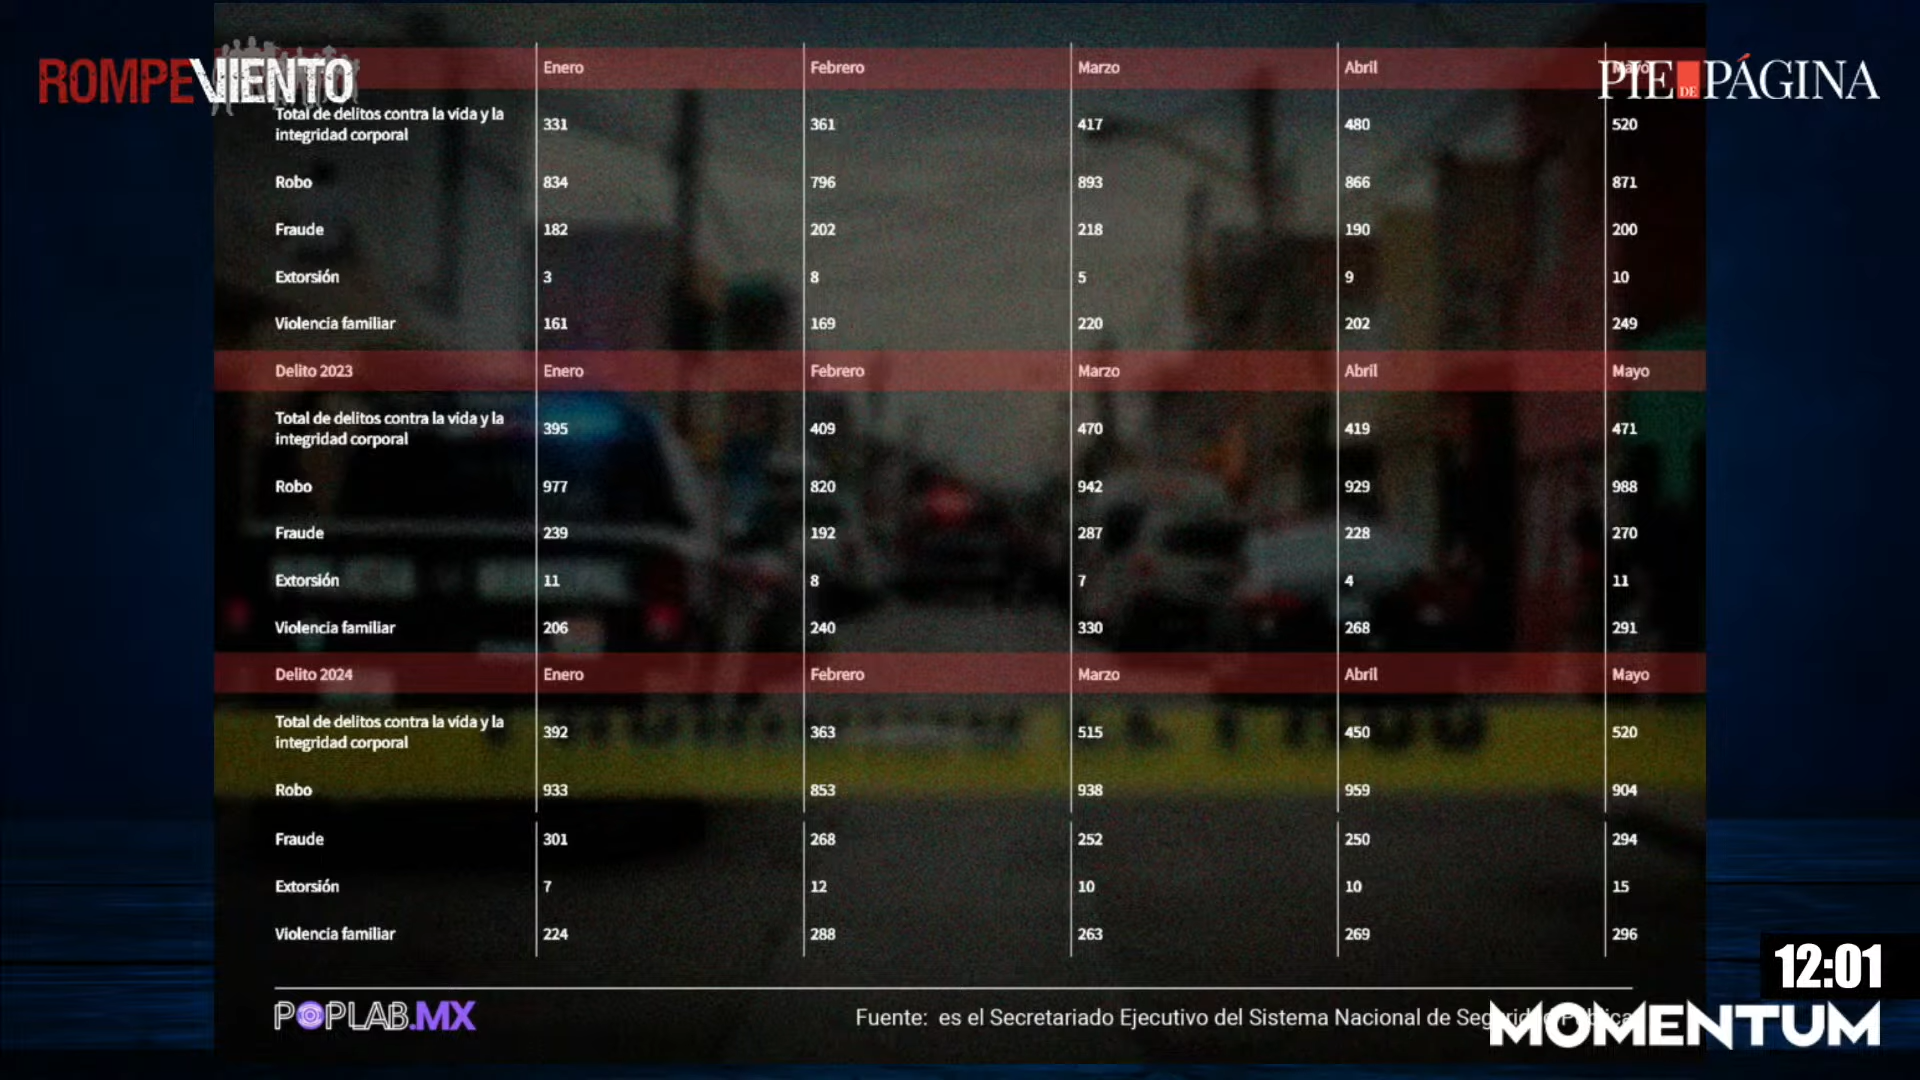 ROMPEVIENTO
PIE DE PÁGINA
Enero Febrero Marzo Abril
Total de delitos contra la vida y la
integridad corporal 331 361 417 480 520
Robo 834 796 893 866 871
Fraude 182 202 218 190 200
Extorsión 3 8 5 9 10
Violencia familiar 161 169 220 202 249
Delito 2023 Enero Febrero Marzo Abril Mayo
Total de delitos contra la vida y la
integridad corporal 395 409 470 419 471
Robo 977 820 942 929 988
Fraude 239 192 287 228 270
Extorsión 11 8 7 4 11
Violencia familiar 206 240 330 268 291
Delito 2024 Enero Febrero Marzo Abril Mayo
Total de delitos contra la vida y la
integridad corporal 392 363 515 450 520
Robo 933 853 938 959 904
Fraude 301 268 252 250 294
Extorsión 7 12 10 10 15
Violencia familiar 224 288 263 269 296
12:01
POPLAB.MX
Fuente: es el Secretariado Ejecutivo del Sistema Nacional de
MOMENTUM